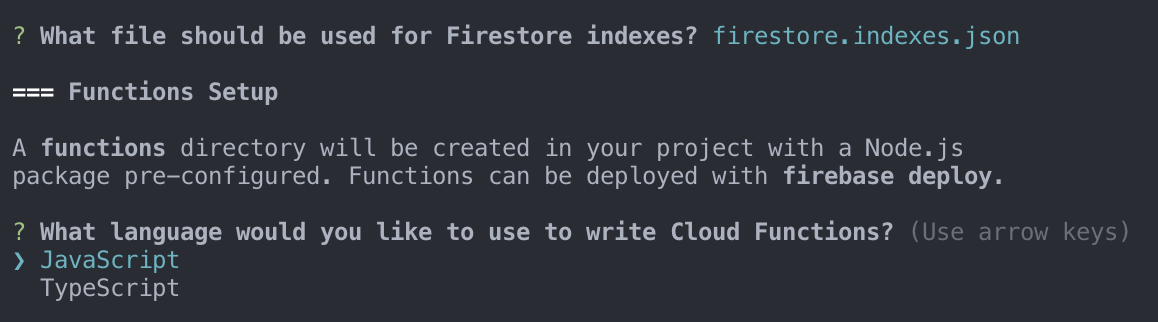 ? What file should be used for Firestore indexes? firestore.indexes.json
=== Functions Setup
A functions directory will be created in your project with a Node.js
package pre-configured. Functions can be deployed with firebase deploy.
? What language would you like to use to write Cloud Functions? (Use arrow keys)
❯ JavaScript
TypeScript